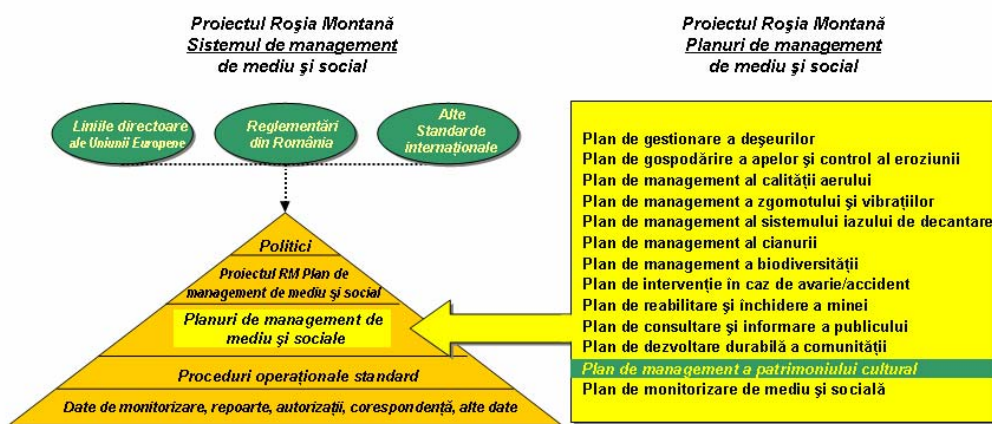 Proiectul Roşia Montană
Sistemul de management
de mediu şi social
Liniile directoare
ale Uniunii Europene
Reglementări
din România
Alte
Standarde
internaţionale
Politici
Proiectul RM Plan de
management de mediu şi social
Planuri de management de
mediu şi sociale
Proceduri operaţionale standard
Date de monitorizare, repoarte, autorizaţii, corespondenţă, alte date
Proiectul Roşia Montană
Planuri de management
de mediu şi social
Plan de gestionare a deşeurilor
Plan de gospodărire a apelor şi control al eroziunii
Plan de management al calităţii aerului
Plan de management a zgomotului şi vibraţiilor
Plan de management al sistemului iazului de decantare
Plan de management al cianurii
Plan de management a biodiversităţii
Plan de intervenţie în caz de avarie/accident
Plan de reabilitare şi închidere a minei
Plan de consultare şi informare a publicului
Plan de dezvoltare durabilă a comunităţii
Plan de management a patrimoniului cultural
Plan de monitorizare de mediu şi socială